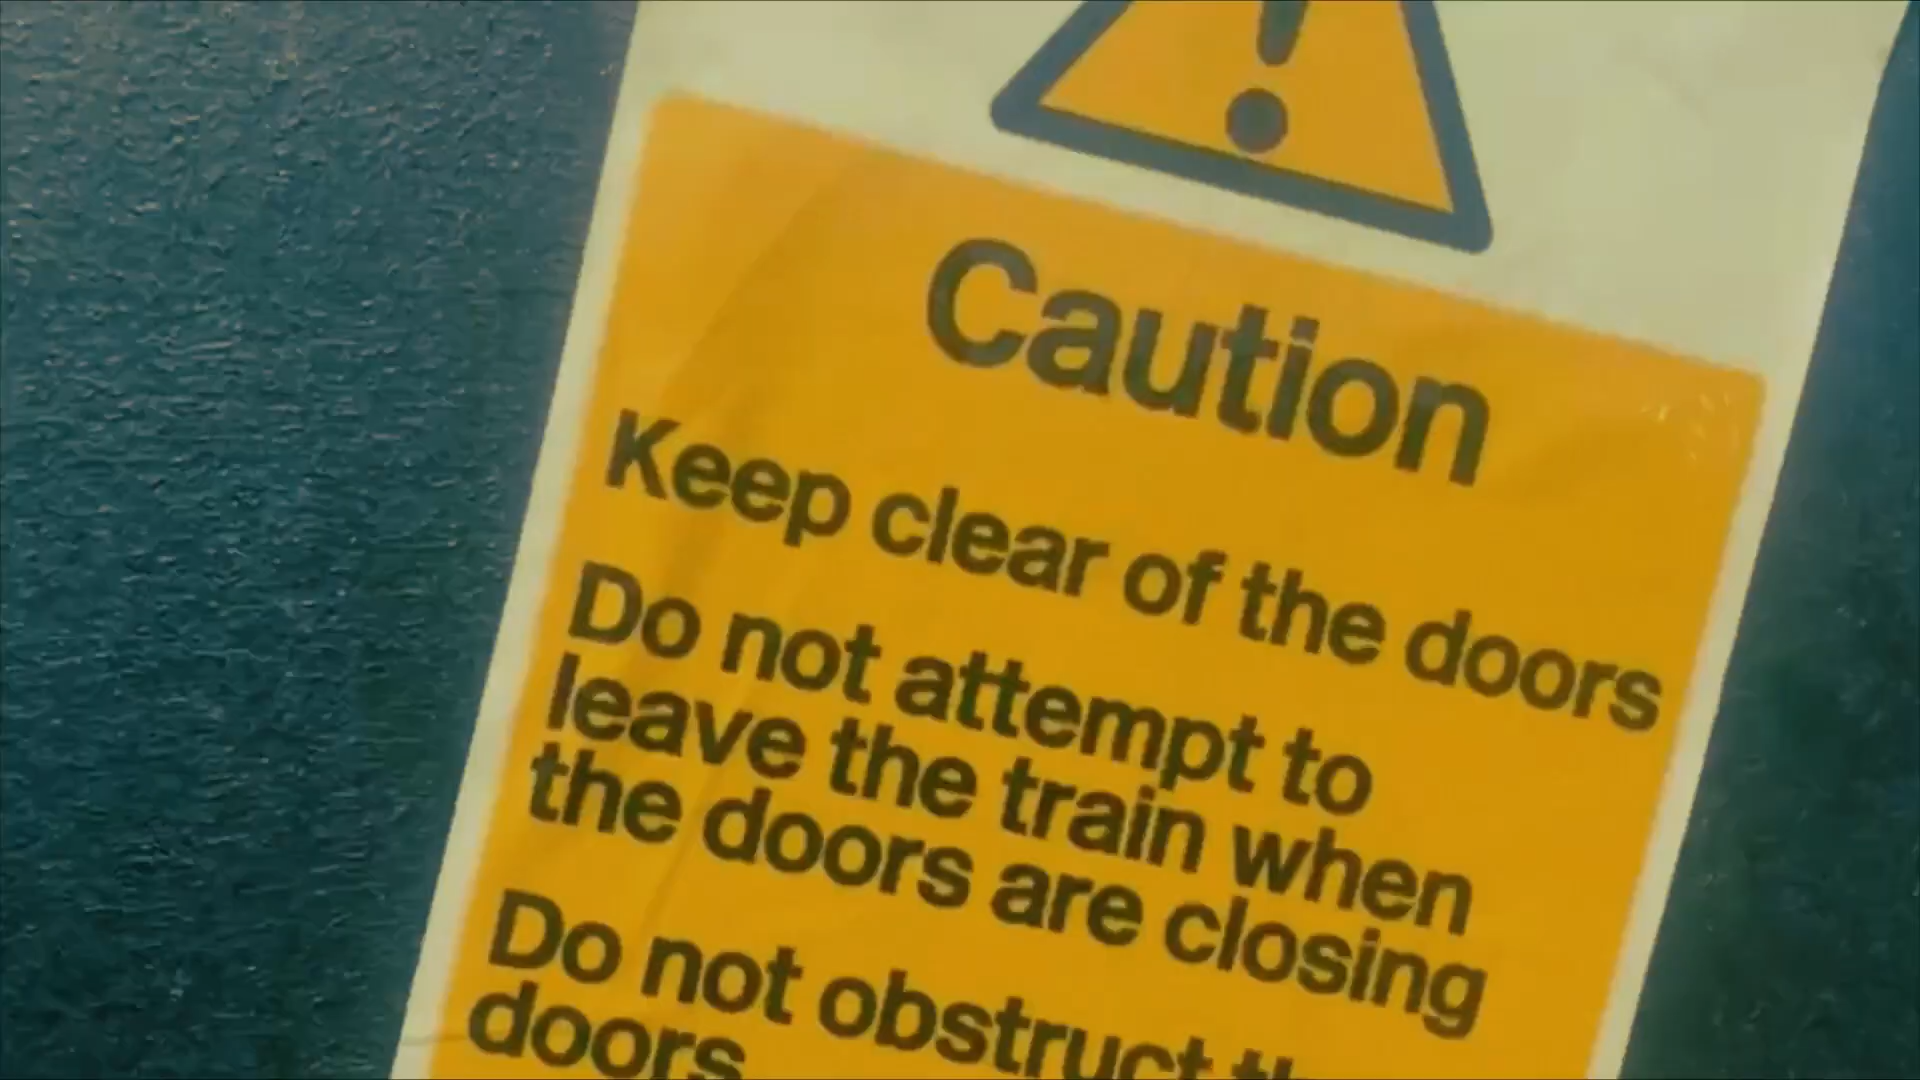 Caution
Keep clear of the doors
Do not attempt to
leave the train when
the doors are closing
Do not obstruct
doors